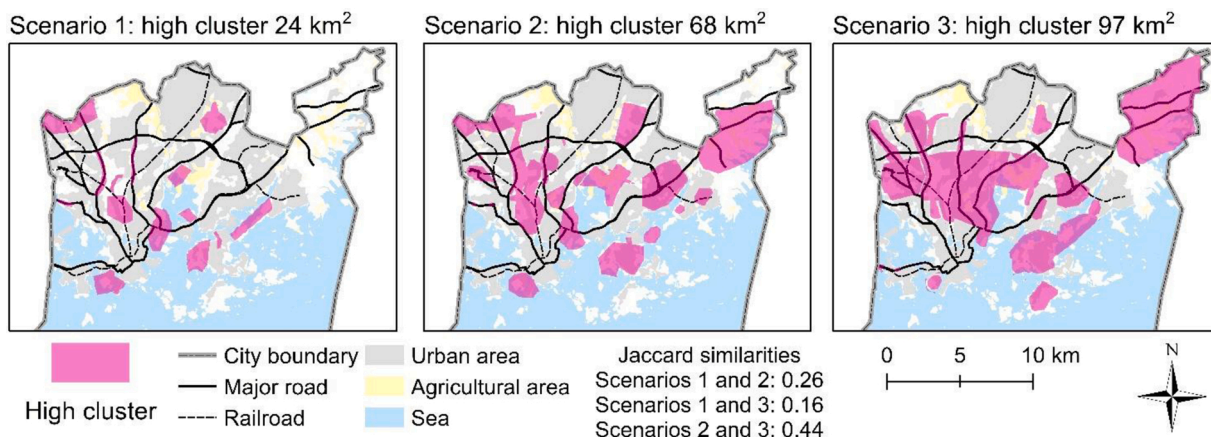 Scenario 1: high cluster 24 km²
Scenario 2: high cluster 68 km²
Scenario 3: high cluster 97 km²
High cluster
City boundary
Major road
Railroad
Urban area
Agricultural area
Sea
Jaccard similarities
Scenarios 1 and 2: 0.26
Scenarios 1 and 3: 0.16
Scenarios 2 and 3: 0.44
0 5 10 km
N